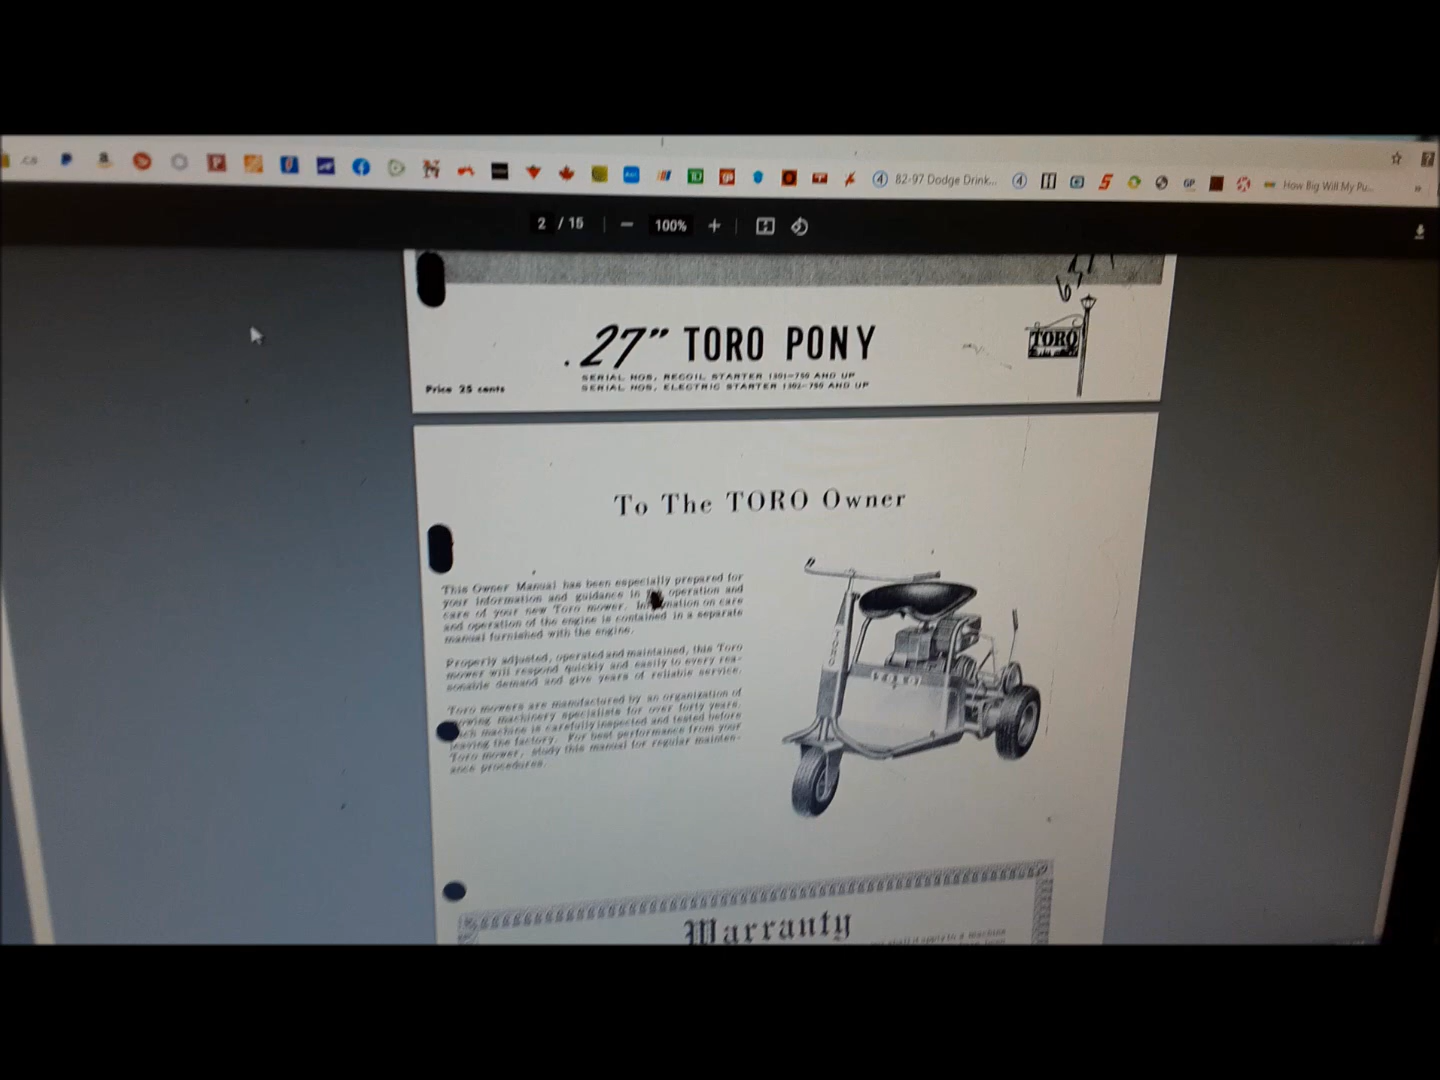 .ca
82-97 Dodge Drink...
GP
How Big Will My Pu...
2 / 15
100%
27" TORO PONY
SERIAL NOS, RECOIL STARTER 1301-750 AND UP
SERIAL NOS, ELECTRIC STARTER 1302-750 AND UP
Price 25 cents
TORO
To The TORO Owner
This Owner Manual has been especially prepared for
your information and guidance in operation and
care of your new Toro mower. on care
and operation of the engine is contained in a separate
manual furnished with the engine.
Properly adjusted, operated and maintained, this Toro
mower will respond quickly and easily to every rea-
sonable demand and give years of reliable service.
Toro mowers are manufactured by an organization of
mowing machinery specialists for over forty years.
machine is carefully inspected and tested before
leaving the factory. For best performance from your
Toro mower, study this manual for regular mainten-
ance procedures.
TORO
Warranty